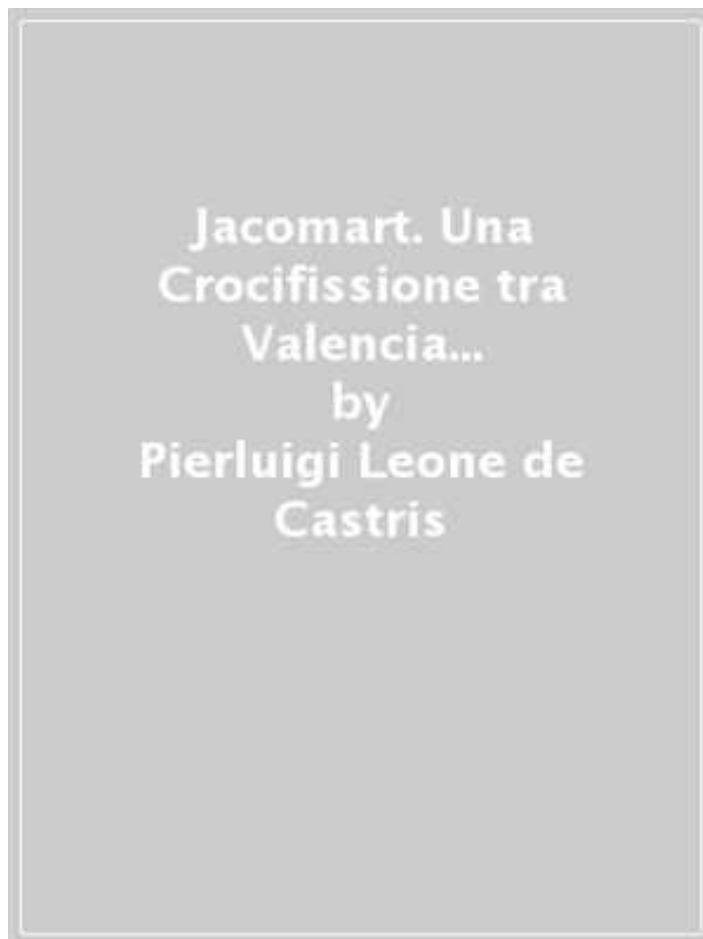 Jacomart. Una
Crocifissione tra
Valencia...
by
Pierluigi Leone de
Castris